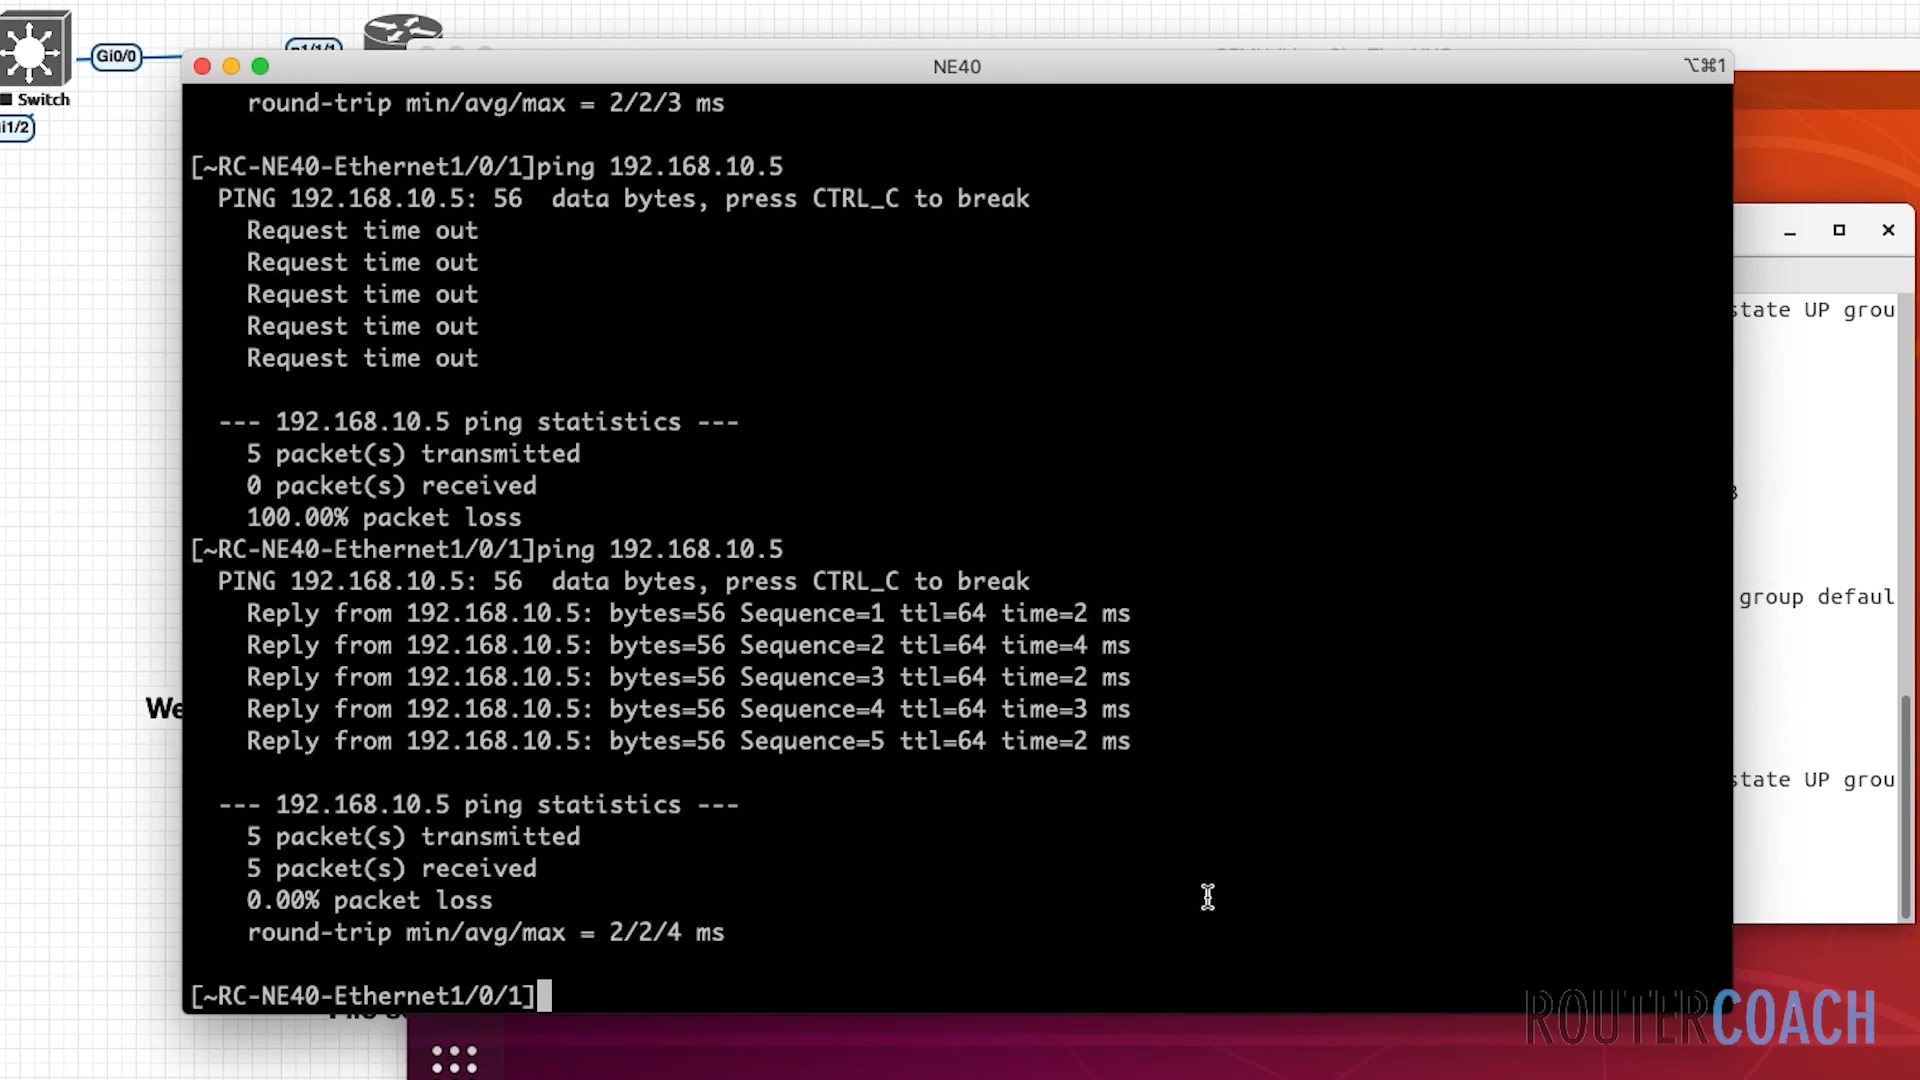 Gi0/0
Switch
NE40
⌥⌘1
round-trip min/avg/max = 2/2/3 ms
[~RC-NE40-Ethernet1/0/1]ping 192.168.10.5
PING 192.168.10.5: 56  data bytes, press CTRL_C to break
Request time out
Request time out
Request time out
Request time out
Request time out
--- 192.168.10.5 ping statistics ---
5 packet(s) transmitted
0 packet(s) received
100.00% packet loss
[~RC-NE40-Ethernet1/0/1]ping 192.168.10.5
PING 192.168.10.5: 56  data bytes, press CTRL_C to break
Reply from 192.168.10.5: bytes=56 Sequence=1 ttl=64 time=2 ms
Reply from 192.168.10.5: bytes=56 Sequence=2 ttl=64 time=4 ms
Reply from 192.168.10.5: bytes=56 Sequence=3 ttl=64 time=2 ms
Reply from 192.168.10.5: bytes=56 Sequence=4 ttl=64 time=3 ms
Reply from 192.168.10.5: bytes=56 Sequence=5 ttl=64 time=2 ms
--- 192.168.10.5 ping statistics ---
5 packet(s) transmitted
5 packet(s) received
0.00% packet loss
round-trip min/avg/max = 2/2/4 ms
[~RC-NE40-Ethernet1/0/1]
i1/2
We
state UP grou
group defaul
state UP grou
ROUTERCOACH